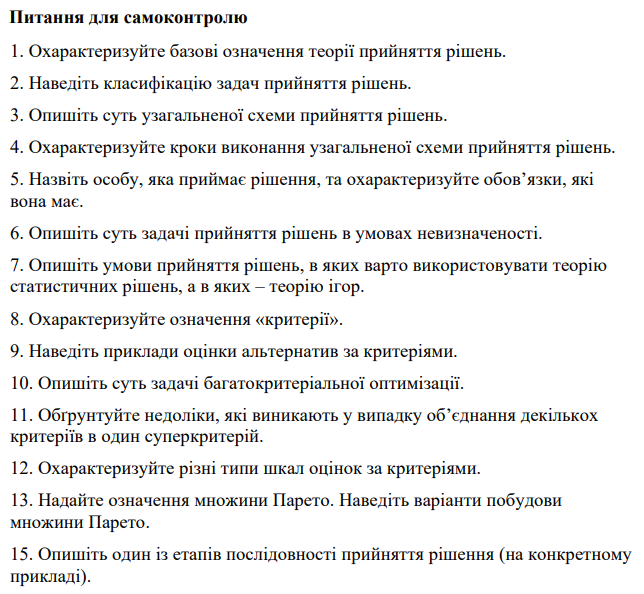 Питання для самоконтролю
1. Охарактеризуйте базові означення теорії прийняття рішень.
2. Наведіть класифікацію задач прийняття рішень.
3. Опишіть суть узагальненої схеми прийняття рішень.
4. Охарактеризуйте кроки виконання узагальненої схеми прийняття рішень.
5. Назвіть особу, яка приймає рішення, та охарактеризуйте обов’язки, які
вона має.
6. Опишіть суть задачі прийняття рішень в умовах невизначеності.
7. Опишіть умови прийняття рішень, в яких варто використовувати теорію
статистичних рішень, а в яких – теорію ігор.
8. Охарактеризуйте означення «критерії».
9. Наведіть приклади оцінки альтернатив за критеріями.
10. Опишіть суть задачі багатокритеріальної оптимізації.
11. Обґрунтуйте недоліки, які виникають у випадку об’єднання декількох
критеріїв в один суперкритерій.
12. Охарактеризуйте різні типи шкал оцінок за критеріями.
13. Надайте означення множини Парето. Наведіть варіанти побудови
множини Парето.
15. Опишіть один із етапів послідовності прийняття рішення (на конкретному
прикладі).